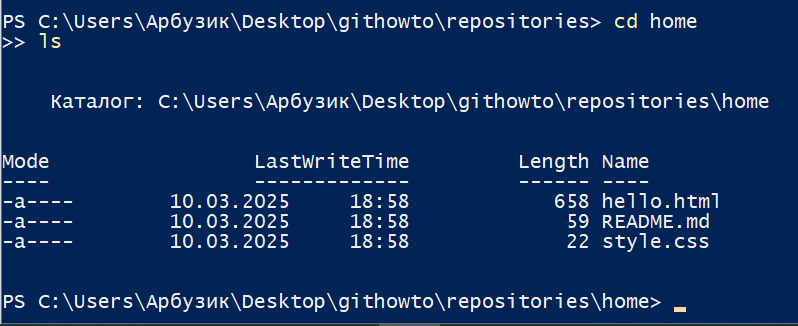 PS C:\Users\Арбузик\Desktop\githowto\repositories> cd home
>> ls
Каталог: C:\Users\Арбузик\Desktop\githowto\repositories\home
Mode                 LastWriteTime         Length Name
----                 -------------         ------ ----
-a----        10.03.2025     18:58            658 hello.html
-a----        10.03.2025     18:58             59 README.md
-a----        10.03.2025     18:58             22 style.css
PS C:\Users\Арбузик\Desktop\githowto\repositories\home>